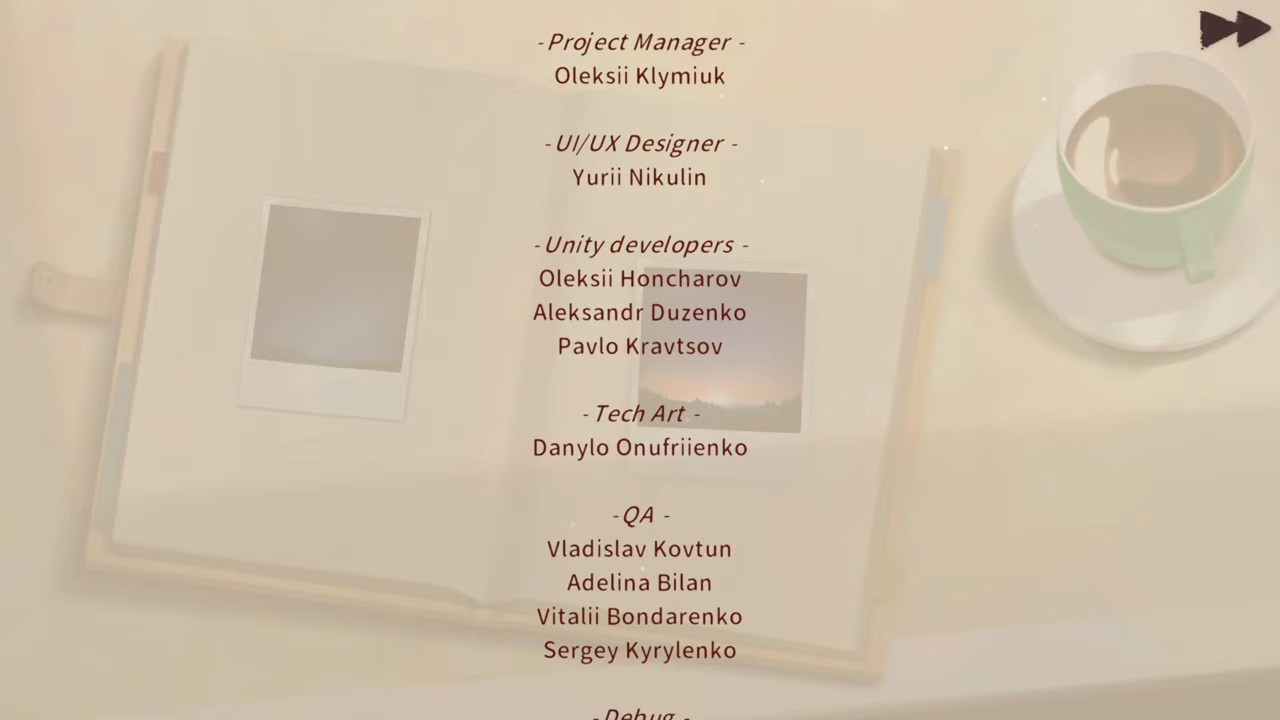 - Project Manager -
Oleksii Klymiuk
- UI/UX Designer -
Yurii Nikulin
- Unity developers -
Oleksii Honcharov
Aleksandr Duzenko
Pavlo Kravtsov
- Tech Art -
Danylo Onufriienko
- QA -
Vladislav Kovtun
Adelina Bilan
Vitalii Bondarenko
Sergey Kyrylenko
- Debug -